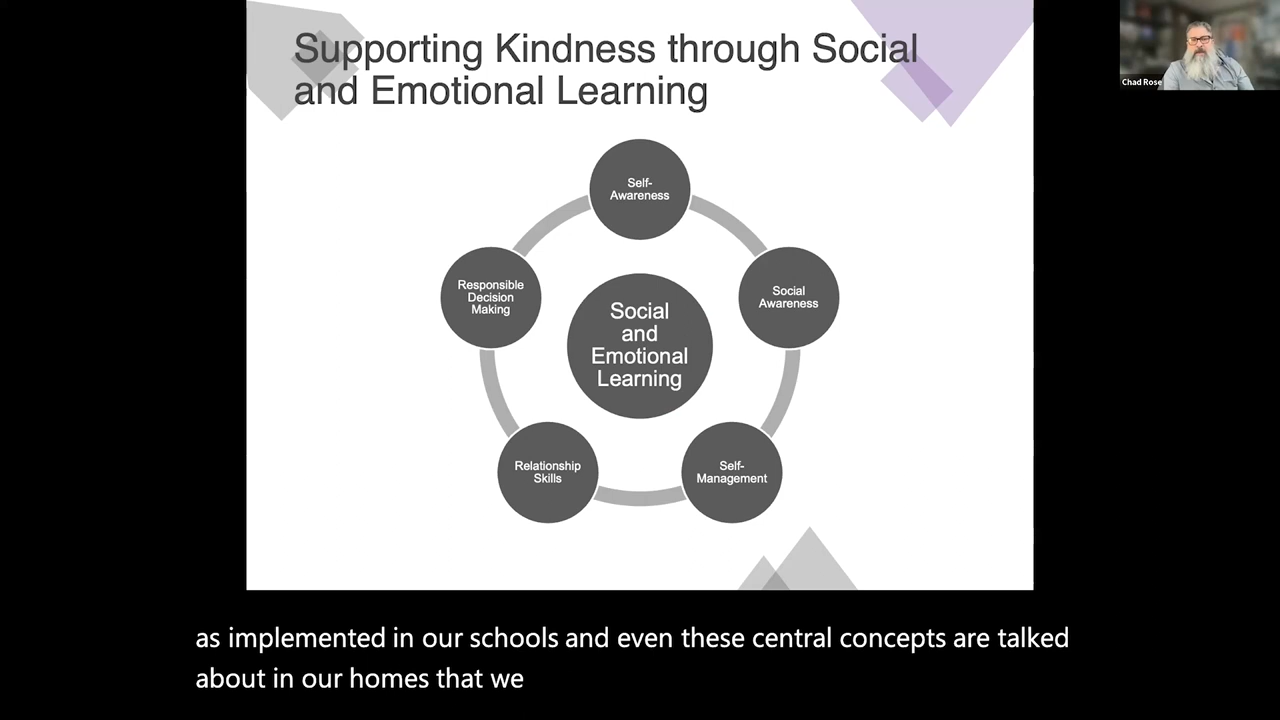 Supporting Kindness through Social
and Emotional Learning
Chad Rose
Self-
Awareness
Responsible
Decision
Making
Social
Awareness
Social
and
Emotional
Learning
Relationship
Skills
Self-
Management
as implemented in our schools and even these central concepts are talked
about in our homes that we